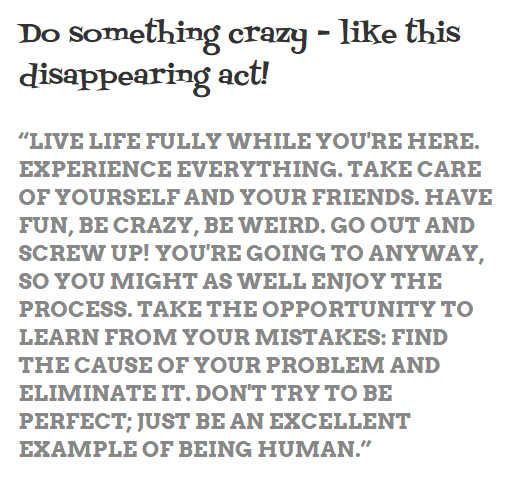 Do something crazy - like this
disappearing act!
“LIVE LIFE FULLY WHILE YOU'RE HERE.
EXPERIENCE EVERYTHING. TAKE CARE
OF YOURSELF AND YOUR FRIENDS. HAVE
FUN, BE CRAZY, BE WEIRD. GO OUT AND
SCREW UP! YOU'RE GOING TO ANYWAY,
SO YOU MIGHT AS WELL ENJOY THE
PROCESS. TAKE THE OPPORTUNITY TO
LEARN FROM YOUR MISTAKES: FIND
THE CAUSE OF YOUR PROBLEM AND
ELIMINATE IT. DON'T TRY TO BE
PERFECT; JUST BE AN EXCELLENT
EXAMPLE OF BEING HUMAN.”